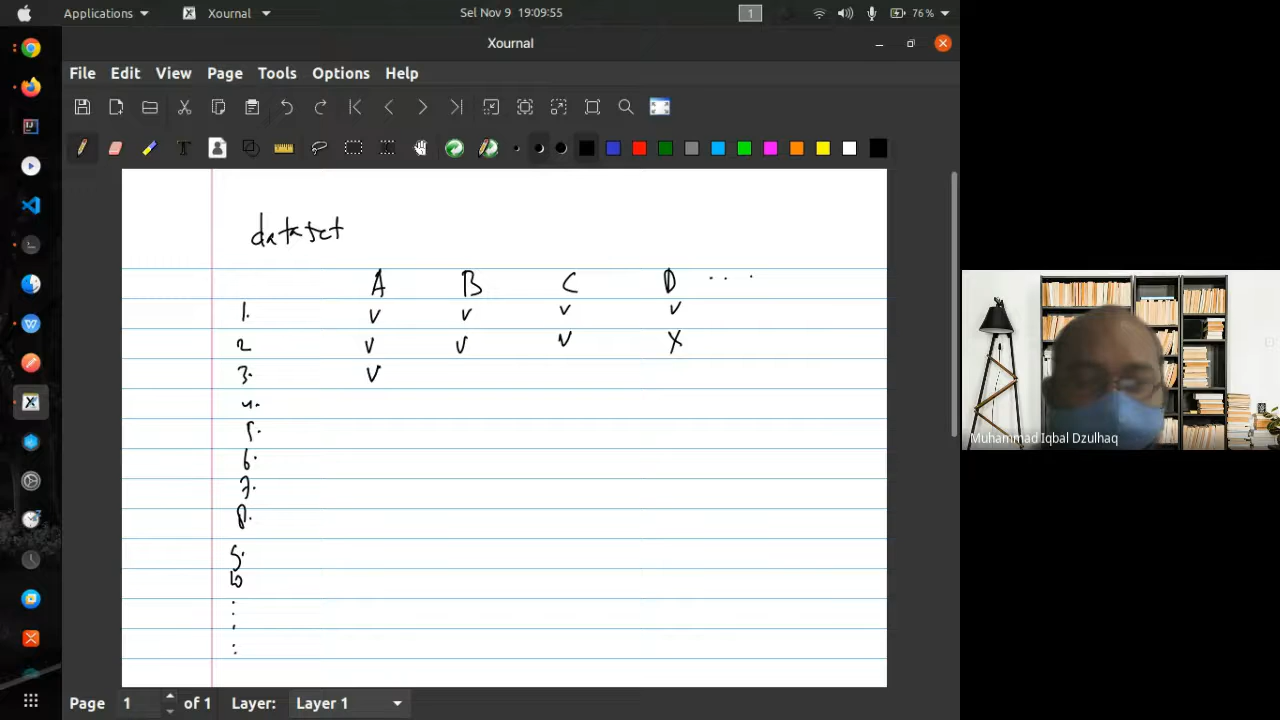 Applications Xournal Sel Nov 9 19:09:55 1 76 %
Xournal
File Edit View Page Tools Options Help
dataset
A B C D ...
1. v v v v
2 v v v x
3. v
4.
5.
6.
7.
8.
9.
10
Muhammad Iqbal Dzulhaq
Page 1 of 1 Layer: Layer 1